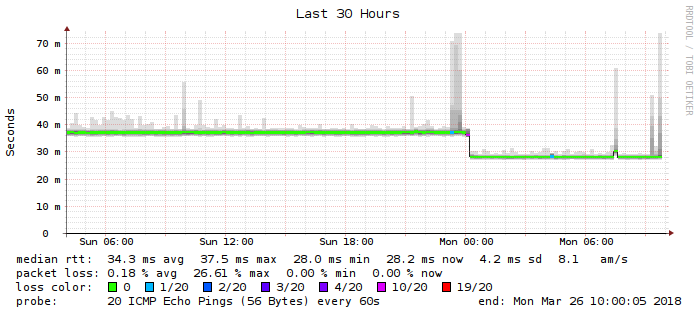 Last 30 Hours
RRDTOOL / TOBI OETIKER
Seconds
70 m
60 m
50 m
40 m
30 m
20 m
10 m
0
Sun 06:00 Sun 12:00 Sun 18:00 Mon 00:00 Mon 06:00
median rtt: 34.3 ms avg 37.5 ms max 28.0 ms min 28.2 ms now 4.2 ms sd 8.1 am/s
packet loss: 0.18 % avg 26.61 % max 0.00 % min 0.00 % now
loss color: 0 1/20 2/20 3/20 4/20 10/20 19/20
probe: 20 ICMP Echo Pings (56 Bytes) every 60s end: Mon Mar 26 10:00:05 2018